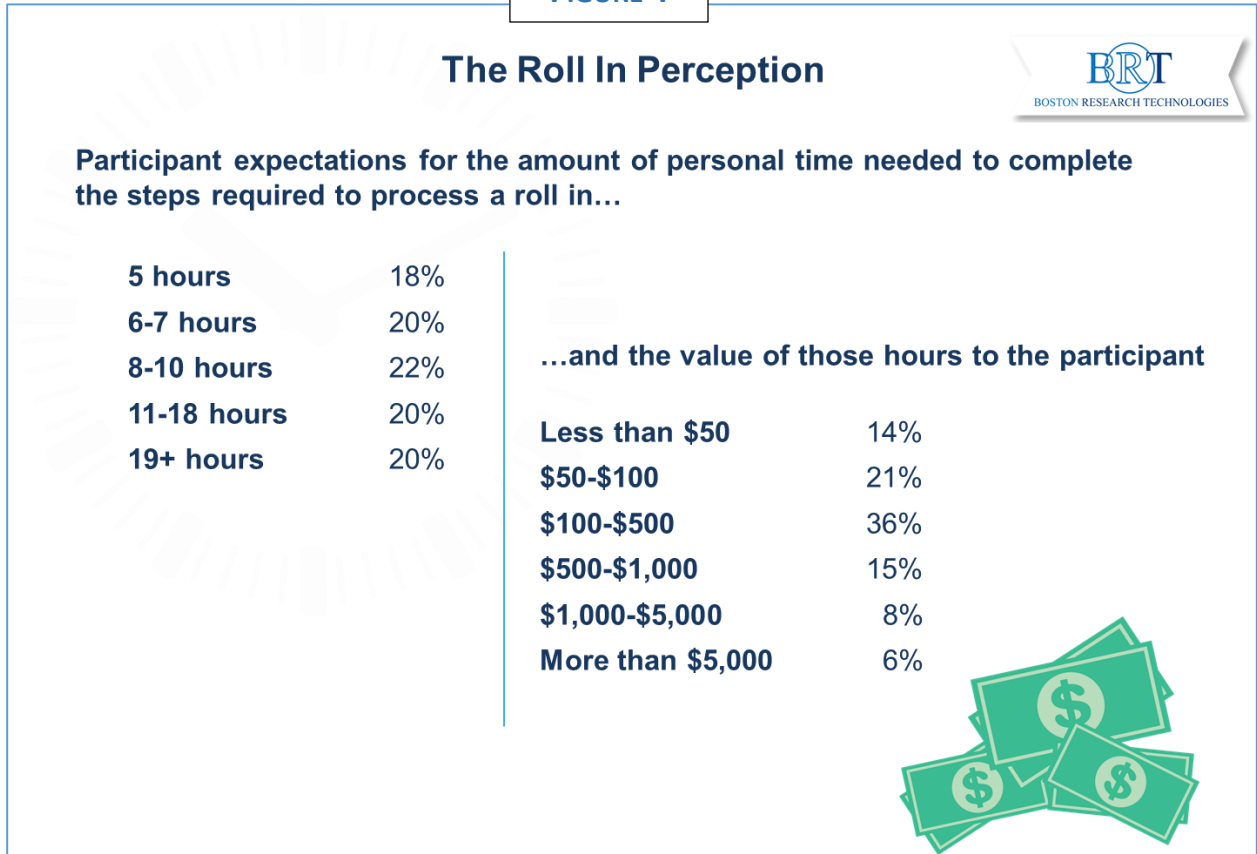 The Roll In Perception
BRT
BOSTON RESEARCH TECHNOLOGIES
Participant expectations for the amount of personal time needed to complete
the steps required to process a roll in…
5 hours 18%
6-7 hours 20%
8-10 hours 22%
11-18 hours 20%
19+ hours 20%
…and the value of those hours to the participant
Less than $50 14%
$50-$100 21%
$100-$500 36%
$500-$1,000 15%
$1,000-$5,000 8%
More than $5,000 6%
$
$
$